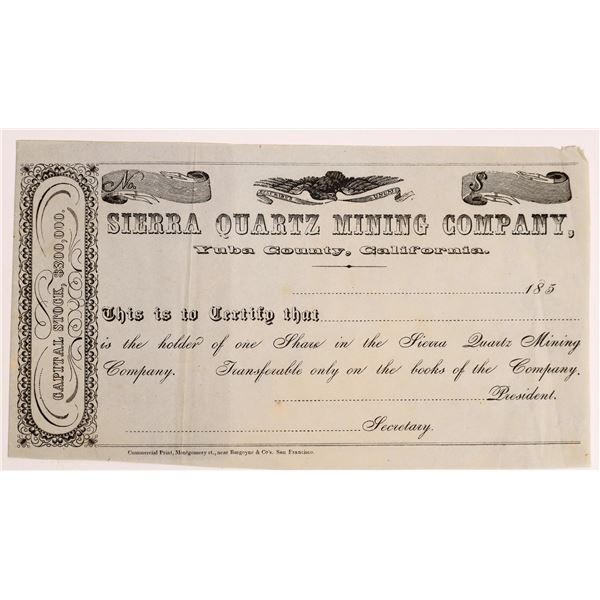 No.
E PLURIBUS UNUM
$
SIERRA QUARTZ MINING COMPANY,
Yuba County, California.
185
This is to Certify that
is the holder of one Share in the Sierra Quartz Mining
Company. Transferable only on the books of the Company.
President.
Secretary.
CAPITAL STOCK, $300,000,
Commercial Print, Montgomery st., near Burgoyne & Co's. San Francisco.